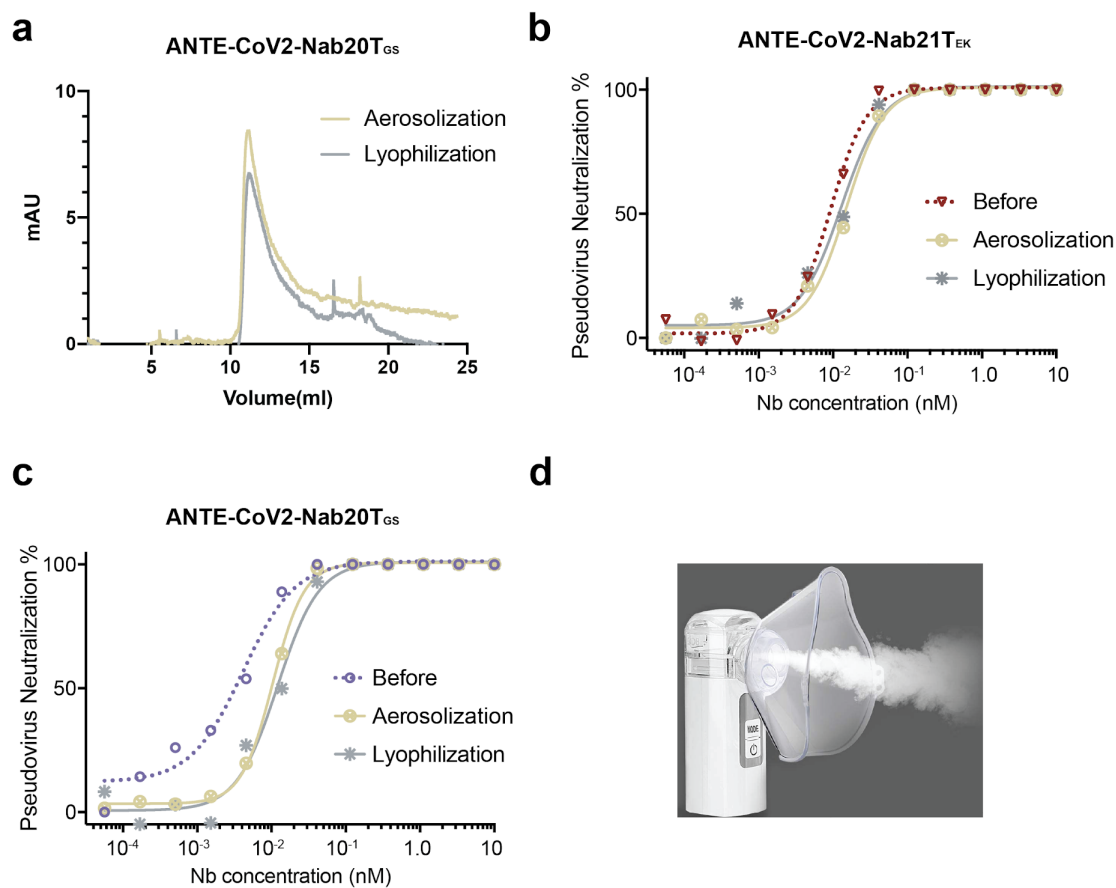 a
ANTE-CoV2-Nab20TGS
10
5
0
mAU
5
10
15
20
25
Volume(ml)
Aerosolization
Lyophilization
b
ANTE-CoV2-Nab21TEK
Pseudovirus Neutralization %
100
50
0
10-4
10-3
10-2
10-1
1.0
10
Nb concentration (nM)
Before
Aerosolization
Lyophilization
c
ANTE-CoV2-Nab20TGS
Pseudovirus Neutralization %
100
50
0
10-4
10-3
10-2
10-1
1.0
10
Nb concentration (nM)
Before
Aerosolization
Lyophilization
d
MODE